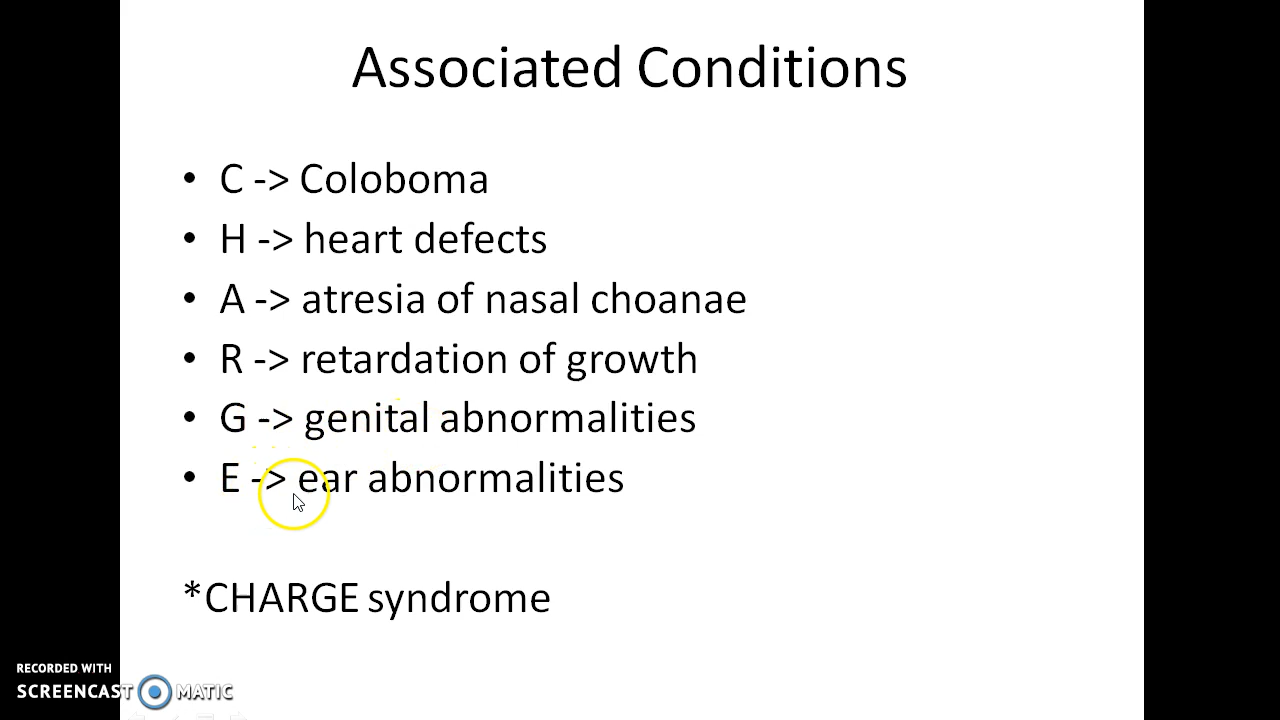 Associated Conditions
• C -> Coloboma
• H -> heart defects
• A -> atresia of nasal choanae
• R -> retardation of growth
• G -> genital abnormalities
• E -> ear abnormalities
*CHARGE syndrome
RECORDED WITH
SCREENCAST MATIC